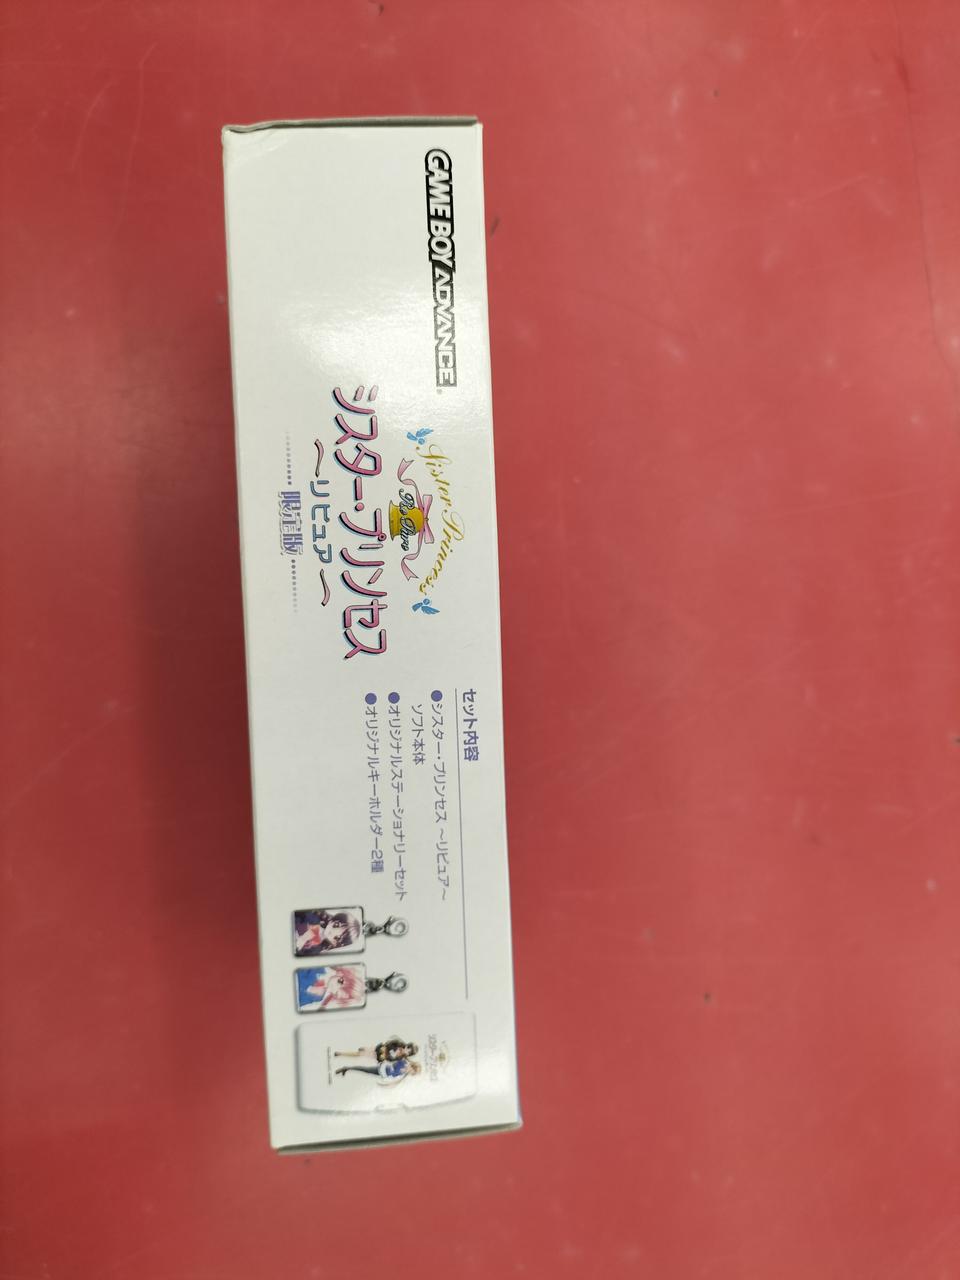 GAME BOY ADVANCE
Sister Princess
Re Pure
シスター・プリンセス
〜リピュア〜
限定版
セット内容
●シスター・プリンセス 〜リピュア〜
ソフト本体
●オリジナルステーショナリーセット
●オリジナルキーホルダー2種